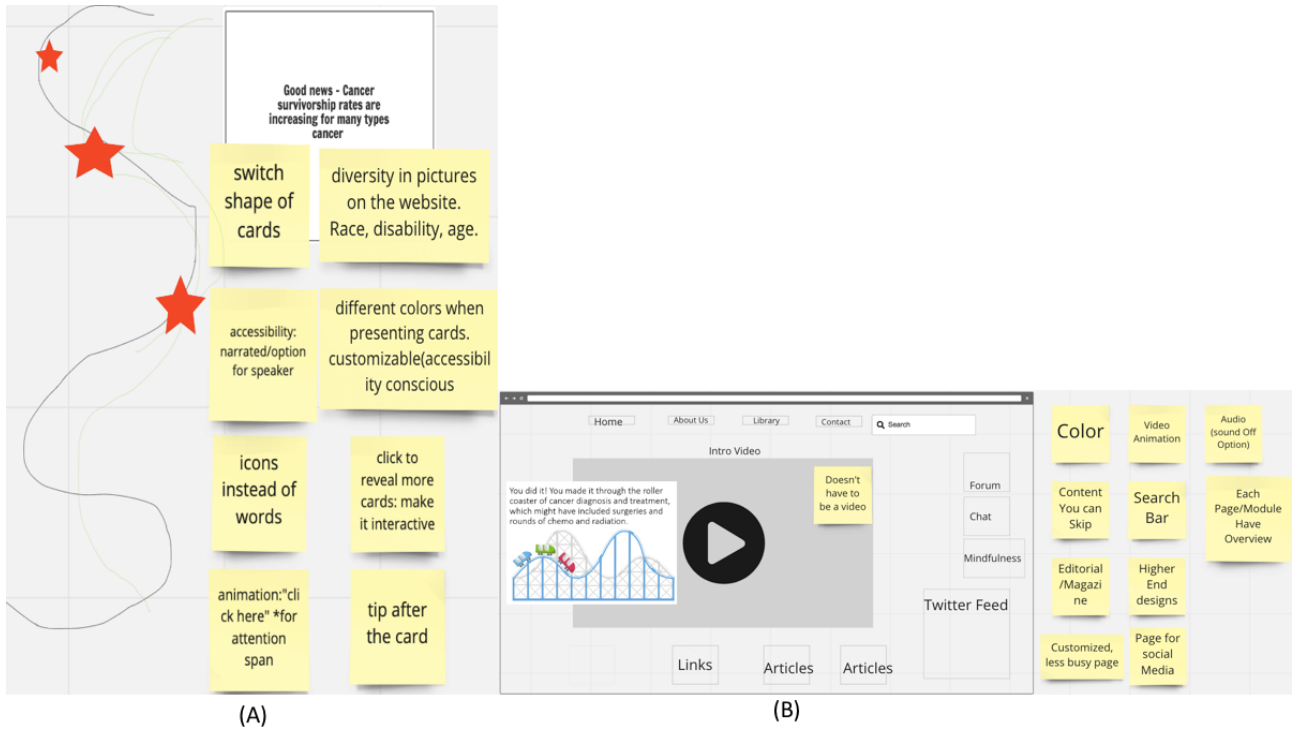 Good news - Cancer
survivorship rates are
increasing for many types
cancer
switch
shape of
cards
diversity in pictures
on the website.
Race, disability, age.
accessibility:
narrated/option
for speaker
different colors when
presenting cards.
customizable(accessibil
ity conscious
icons
instead of
words
click to
reveal more
cards: make
it interactive
animation:"cli
ck here" *for
attention
span
tip after
the card
(A)
Home
About Us
Library
Contact
Search
Intro Video
You did it! You made it through the roller
coaster of cancer diagnosis and treatment,
which might have included surgeries and
rounds of chemo and radiation.
Doesn't
have to
be a video
Forum
Chat
Mindfulness
Twitter Feed
Links
Articles
Articles
Color
Video
Animation
Audio
(sound Off
Option)
Content
You can
Skip
Search
Bar
Each
Page/Module
Have
Overview
Editorial
/Magazi
ne
Higher
End
designs
Customized,
less busy page
Page for
social
Media
(B)